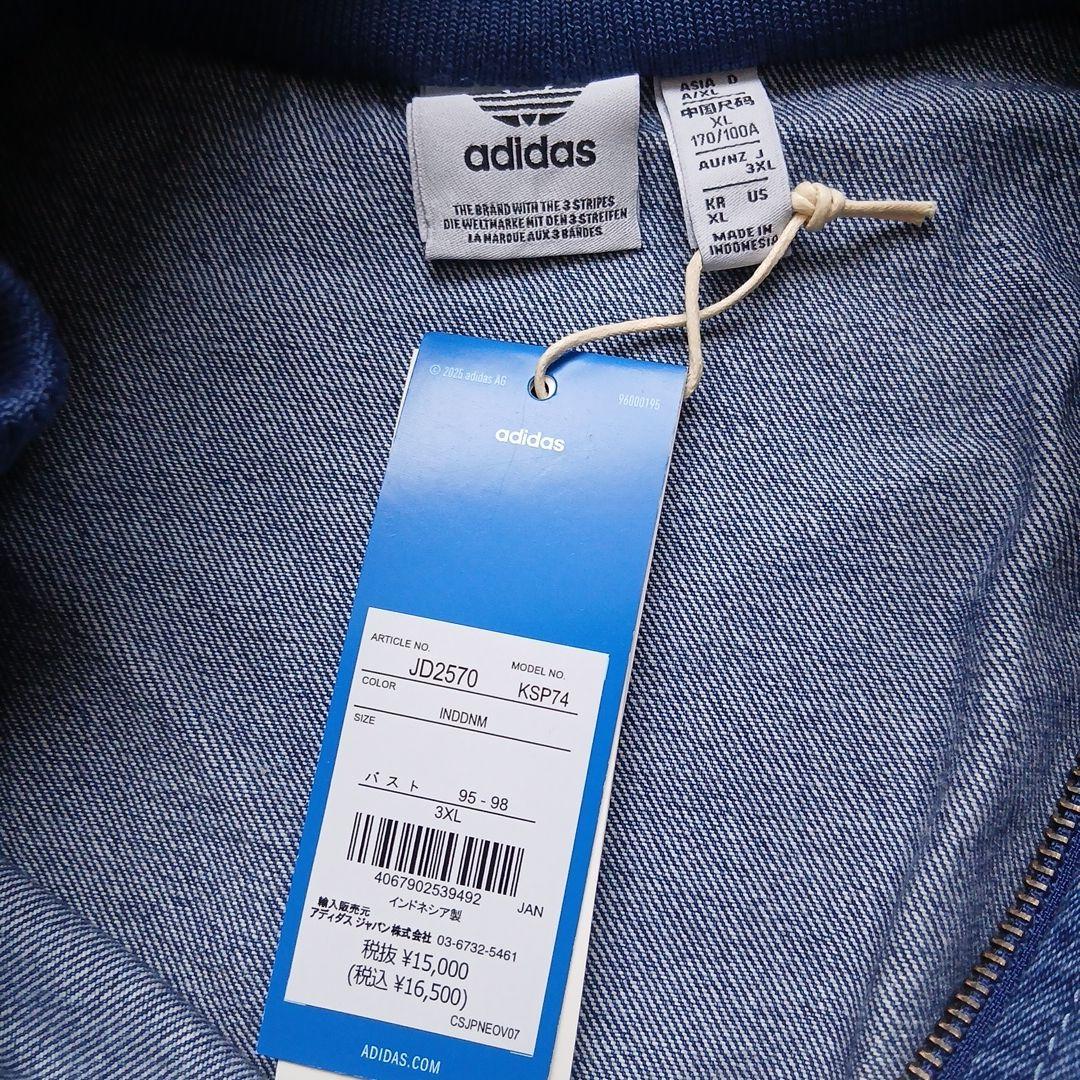 adidas
THE BRAND WITH THE 3 STRIPES
DIE WELTMARKE MIT DEN 3 STREIFEN
LA MARQUE AUX 3 BANDES
ASIA D
A/XL
中国尺码
XL
170/100A
AU/NZ J
3XL
KR US
XL
MADE IN
INDONESIA
© 2025 adidas AG
96000195
adidas
ARTICLE NO.
JD2570
MODEL NO.
KSP74
COLOR
INDDNM
SIZE
バスト 95 - 98
3XL
4067902539492
JAN
インドネシア製
輸入販売元
アディダス ジャパン株式会社 03-6732-5461
税抜 ¥15,000
(税込 ¥16,500)
CSJPNEOV07
ADIDAS.COM